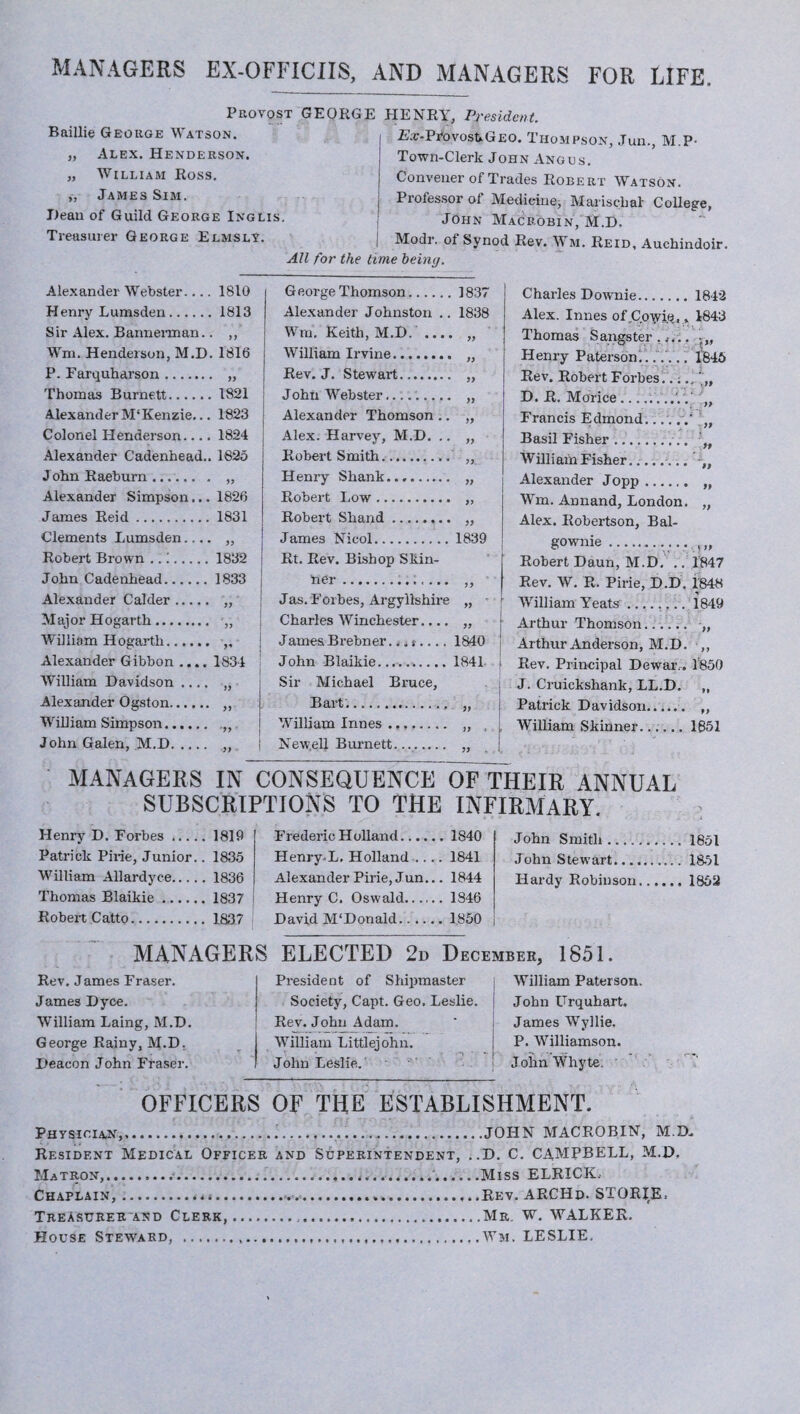 MANAGERS EX-OFFICIIS, AND MANAGERS FOR LIFE.
PROVOST GEORGE HENRY, President.
Baillie GEORGE WATSON.
„ ALEX. HENDERSON.
„ WILLIAM ROSS.
„ JAMES SIM.
Dean of Guild GEORGE INGLIS.
Treasurer GEORGE ELMSLY.
Ex-Provost GEO. THOMPSON, Jun., M.P.
Town-Clerk JOHN ANGUS.
Convener of Trades ROBERT WATSON.
Professor of Medicine, Marischal College,
JOHN MACROBIN, M.D.
Modr. of Synod Rev. WM. REID, Auchindoir.
All for the time being.
Alexander Webster.... 1810
Henry Lumsden...... 1813
Sir Alex. Bannerman.. „
Wm. Henderson, M.D. 1816
P. Farquharson....... „
Thomas Burnett...... 1821
Alexander M‘Kenzie... 1823
Colonel Henderson.... 1824
Alexander Cadenhead.. 1825
John Raeburn....... „
Alexander Simpson... 1826
James Reid.......... 1831
Clements Lumsden.... „
Robert Brown........ 1832
John Cadenhead...... 1833
Alexander Calder..... „
Major Hogarth........ „
William Hogarth...... „
Alexander Gibbon.... 1834
William Davidson.... „
Alexander Ogston...... „
William Simpson...... „
John Galen, M.D..... „
George Thomson...... 1837
Alexander Johnston.. 1838
Wm. Keith, M.D..... „
William Irvine........ „
Rev. J. Stewart........ „
John Webster......... „
Alexander Thomson.. „
Alex. Harvey, M.D... „
Robert Smith.......... „
Henry Shank......... „
Robert Low.......... „
Robert Shand........ „
James Nicol.......... 1839
Rt. Rev. Bishop Skin-
ner............. „
Jas. Forbes, Argyllshire „
Charles Winchester.... „
James Brebner....... 1840
John Blaikie.......... 1841
Sir Michael Bruce,
Bart.............. „
William Innes........ „
Newell Burnett........ „
Charles Downie....... 1842
Alex. Innes of Cowie.. 1843
Thomas Sangster..... „
Henry Paterson....... 1845
Rev. Robert Forbes.... „
D. R. Morice......... „
Francis Edmond...... „
Basil Fisher.......... „
William Fisher........ „
Alexander Jopp...... „
Wm. Annand, London. „
Alex. Robertson, Bal-
gownie.......... „
Robert Daun, M.D... 1847
Rev. W. R. Pirie, D.D. 1848
William Yeats........ 1849
Arthur Thomson...... „
Arthur Anderson, M.D. „
Rev. Principal Dewar.. 1850
J. Cruickshank, LL.D. „
Patrick Davidson...... „
William Skinner...... 1851
MANAGERS IN CONSEQUENCE OF THEIR ANNUAL
SUBSCRIPTIONS TO THE INFIRMARY.
Henry D. Forbes..... 1819
Patrick Pirie, Junior.. 1835
William Allardyce..... 1836
Thomas Blaikie...... 1837
Robert Catto.......... 1837
Frederic Holland...... 1840
Henry L. Holland.... 1841
Alexander Pirie, Jun... 1844
Henry C. Oswald...... 1846
David M‘Donald....... 1850
John Smith.......... 1851
John Stewart.......... 1851
Hardy Robinson...... 1852
MANAGERS ELECTED 2D DECEMBER, 1851.
Rev. James Fraser.
James Dyce.
William Laing, M.D.
George Rainy, M.D.
Deacon John Fraser.
President of Shipmaster
Society, Capt. Geo. Leslie.
Rev. John Adam.
William Littlejohn.
John Leslie.
William Paterson.
John Urquhart.
James Wyllie.
P. Williamson.
John Whyte.
OFFICERS OF THE ESTABLISHMENT.
PHYSICIAN,..........JOHN MACROBIN, M.D.
RESIDENT MEDICAL OFFICER AND SUPERINTENDENT, ..D. C. CAMPBELL, M.D.
MATRON,..........MISS ELRICK.
CHAPLAIN,..........REV. ARCHD. STORIE.
TREASURER AND CLERK,..........MR. W. WALKER.
HOUSE STEWARD,..........WM. LESLIE.